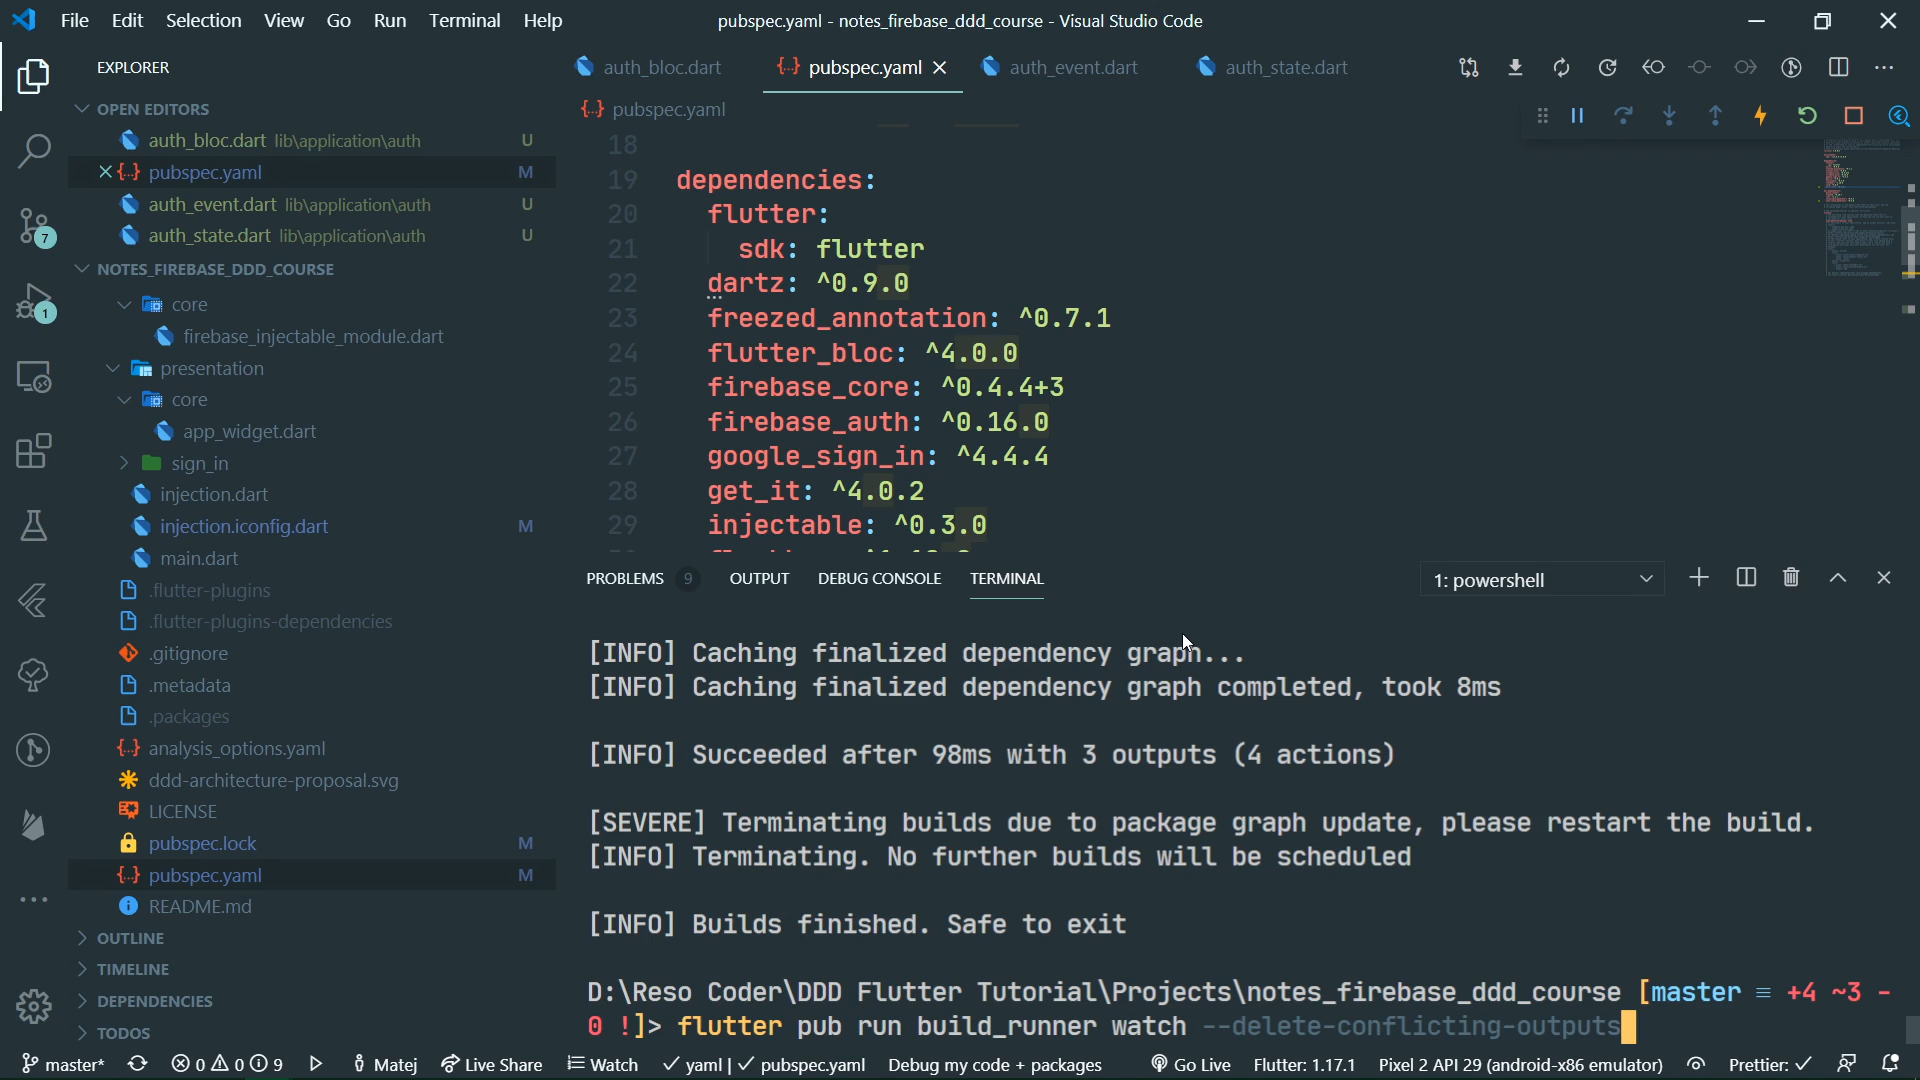 File Edit Selection View Go Run Terminal Help
pubspec.yaml - notes_firebase_ddd_course - Visual Studio Code
EXPLORER
OPEN EDITORS
auth_bloc.dart lib\application\auth U
pubspec.yaml M
auth_event.dart lib\application\auth U
auth_state.dart lib\application\auth U
NOTES_FIREBASE_DDD_COURSE
core
firebase_injectable_module.dart
presentation
core
app_widget.dart
sign_in
injection.dart
injection.iconfig.dart M
main.dart
.flutter-plugins
.flutter-plugins-dependencies
.gitignore
.metadata
.packages
analysis_options.yaml
ddd-architecture-proposal.svg
LICENSE
pubspec.lock M
pubspec.yaml M
README.md
OUTLINE
TIMELINE
DEPENDENCIES
TODOS
7
1
auth_bloc.dart pubspec.yaml auth_event.dart auth_state.dart
pubspec.yaml
18
19 dependencies:
20 flutter:
21 sdk: flutter
22 dartz: ^0.9.0
23 freezed_annotation: ^0.7.1
24 flutter_bloc: ^4.0.0
25 firebase_core: ^0.4.4+3
26 firebase_auth: ^0.16.0
27 google_sign_in: ^4.4.4
28 get_it: ^4.0.2
29 injectable: ^0.3.0
PROBLEMS 9 OUTPUT DEBUG CONSOLE TERMINAL 1: powershell
[INFO] Caching finalized dependency graph...
[INFO] Caching finalized dependency graph completed, took 8ms
[INFO] Succeeded after 98ms with 3 outputs (4 actions)
[SEVERE] Terminating builds due to package graph update, please restart the build.
[INFO] Terminating. No further builds will be scheduled
[INFO] Builds finished. Safe to exit
D:\Reso Coder\DDD Flutter Tutorial\Projects\notes_firebase_ddd_course [master ≡ +4 ~3 -
0 !]> flutter pub run build_runner watch --delete-conflicting-outputs
master* 0 0 9 Matej Live Share Watch yaml | pubspec.yaml Debug my code + packages Go Live Flutter: 1.17.1 Pixel 2 API 29 (android-x86 emulator) Prettier: ✓